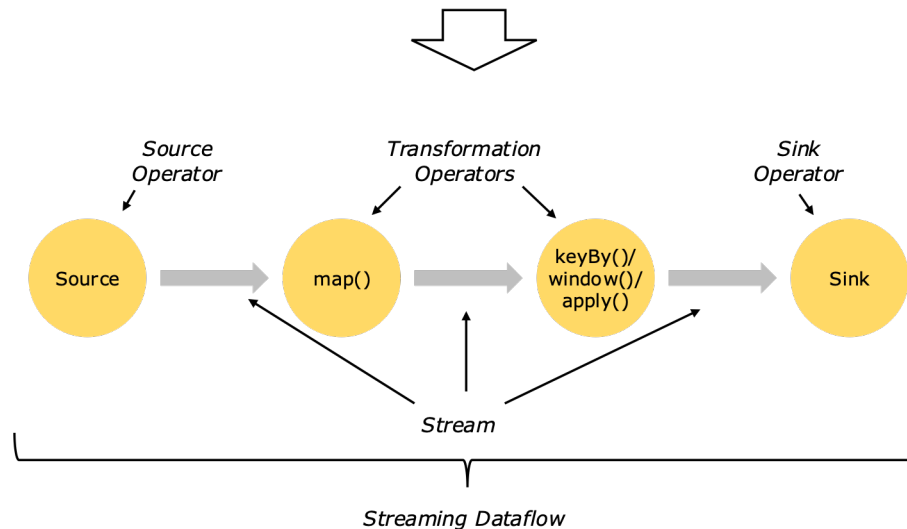 Source
Operator
Transformation
Operators
Sink
Operator
Source
map()
keyBy()/
window()/
apply()
Sink
Stream
Streaming Dataflow